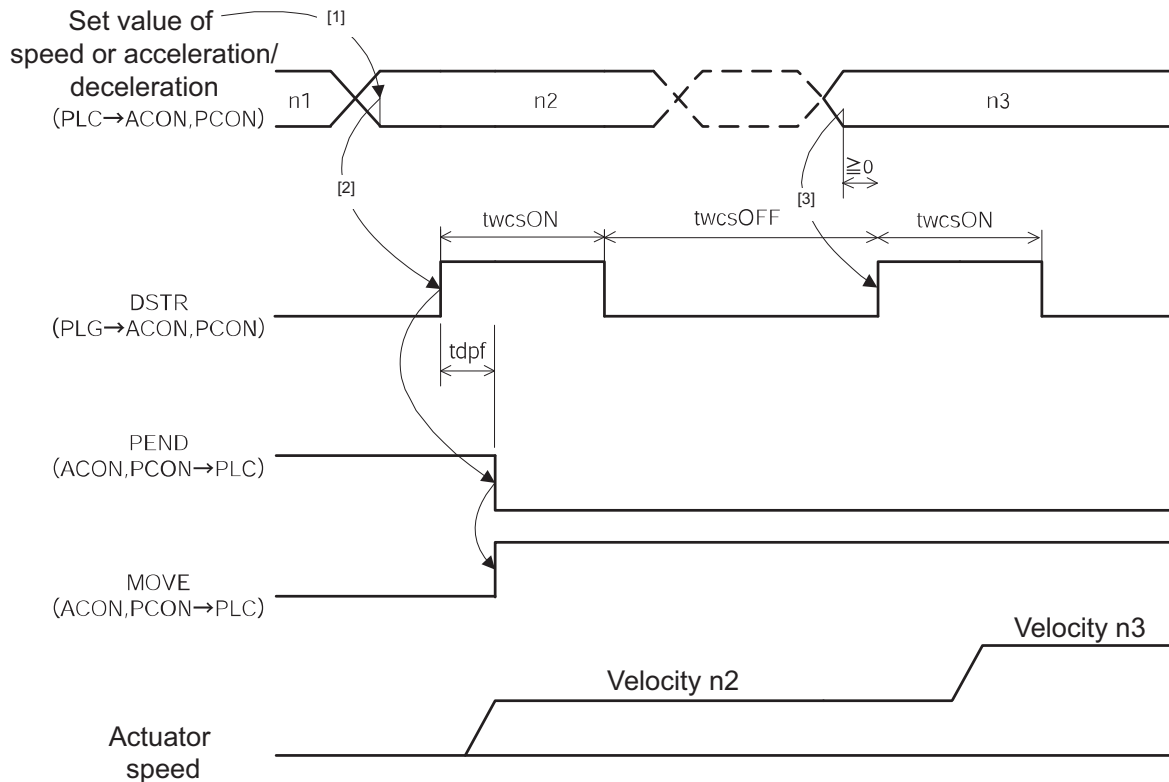 Set value of
speed or acceleration/
deceleration
(PLC→ACON,PCON)
[1]
n1
n2
n3
[2]
[3]
≧0
twcsON
twcsOFF
twcsON
DSTR
(PLG→ACON,PCON)
tdpf
PEND
(ACON,PCON→PLC)
MOVE
(ACON,PCON→PLC)
Velocity n3
Velocity n2
Actuator
speed